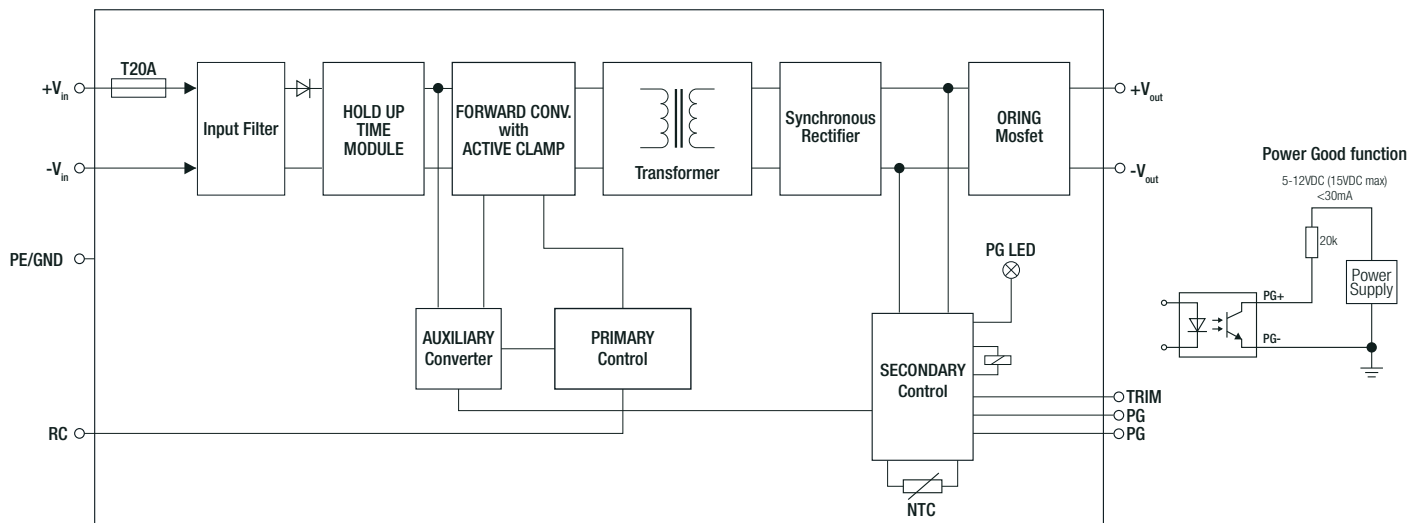 T20A
+Vin
-Vin
Input Filter
HOLD UP
TIME
MODULE
FORWARD CONV.
with
ACTIVE CLAMP
Transformer
Synchronous
Rectifier
ORING
Mosfet
+Vout
-Vout
Power Good function
5-12VDC (15VDC max)
<30mA
20k
Power
Supply
PG+
PG-
PE/GND
PG LED
AUXILIARY
Converter
PRIMARY
Control
SECONDARY
Control
TRIM
PG
PG
RC
NTC